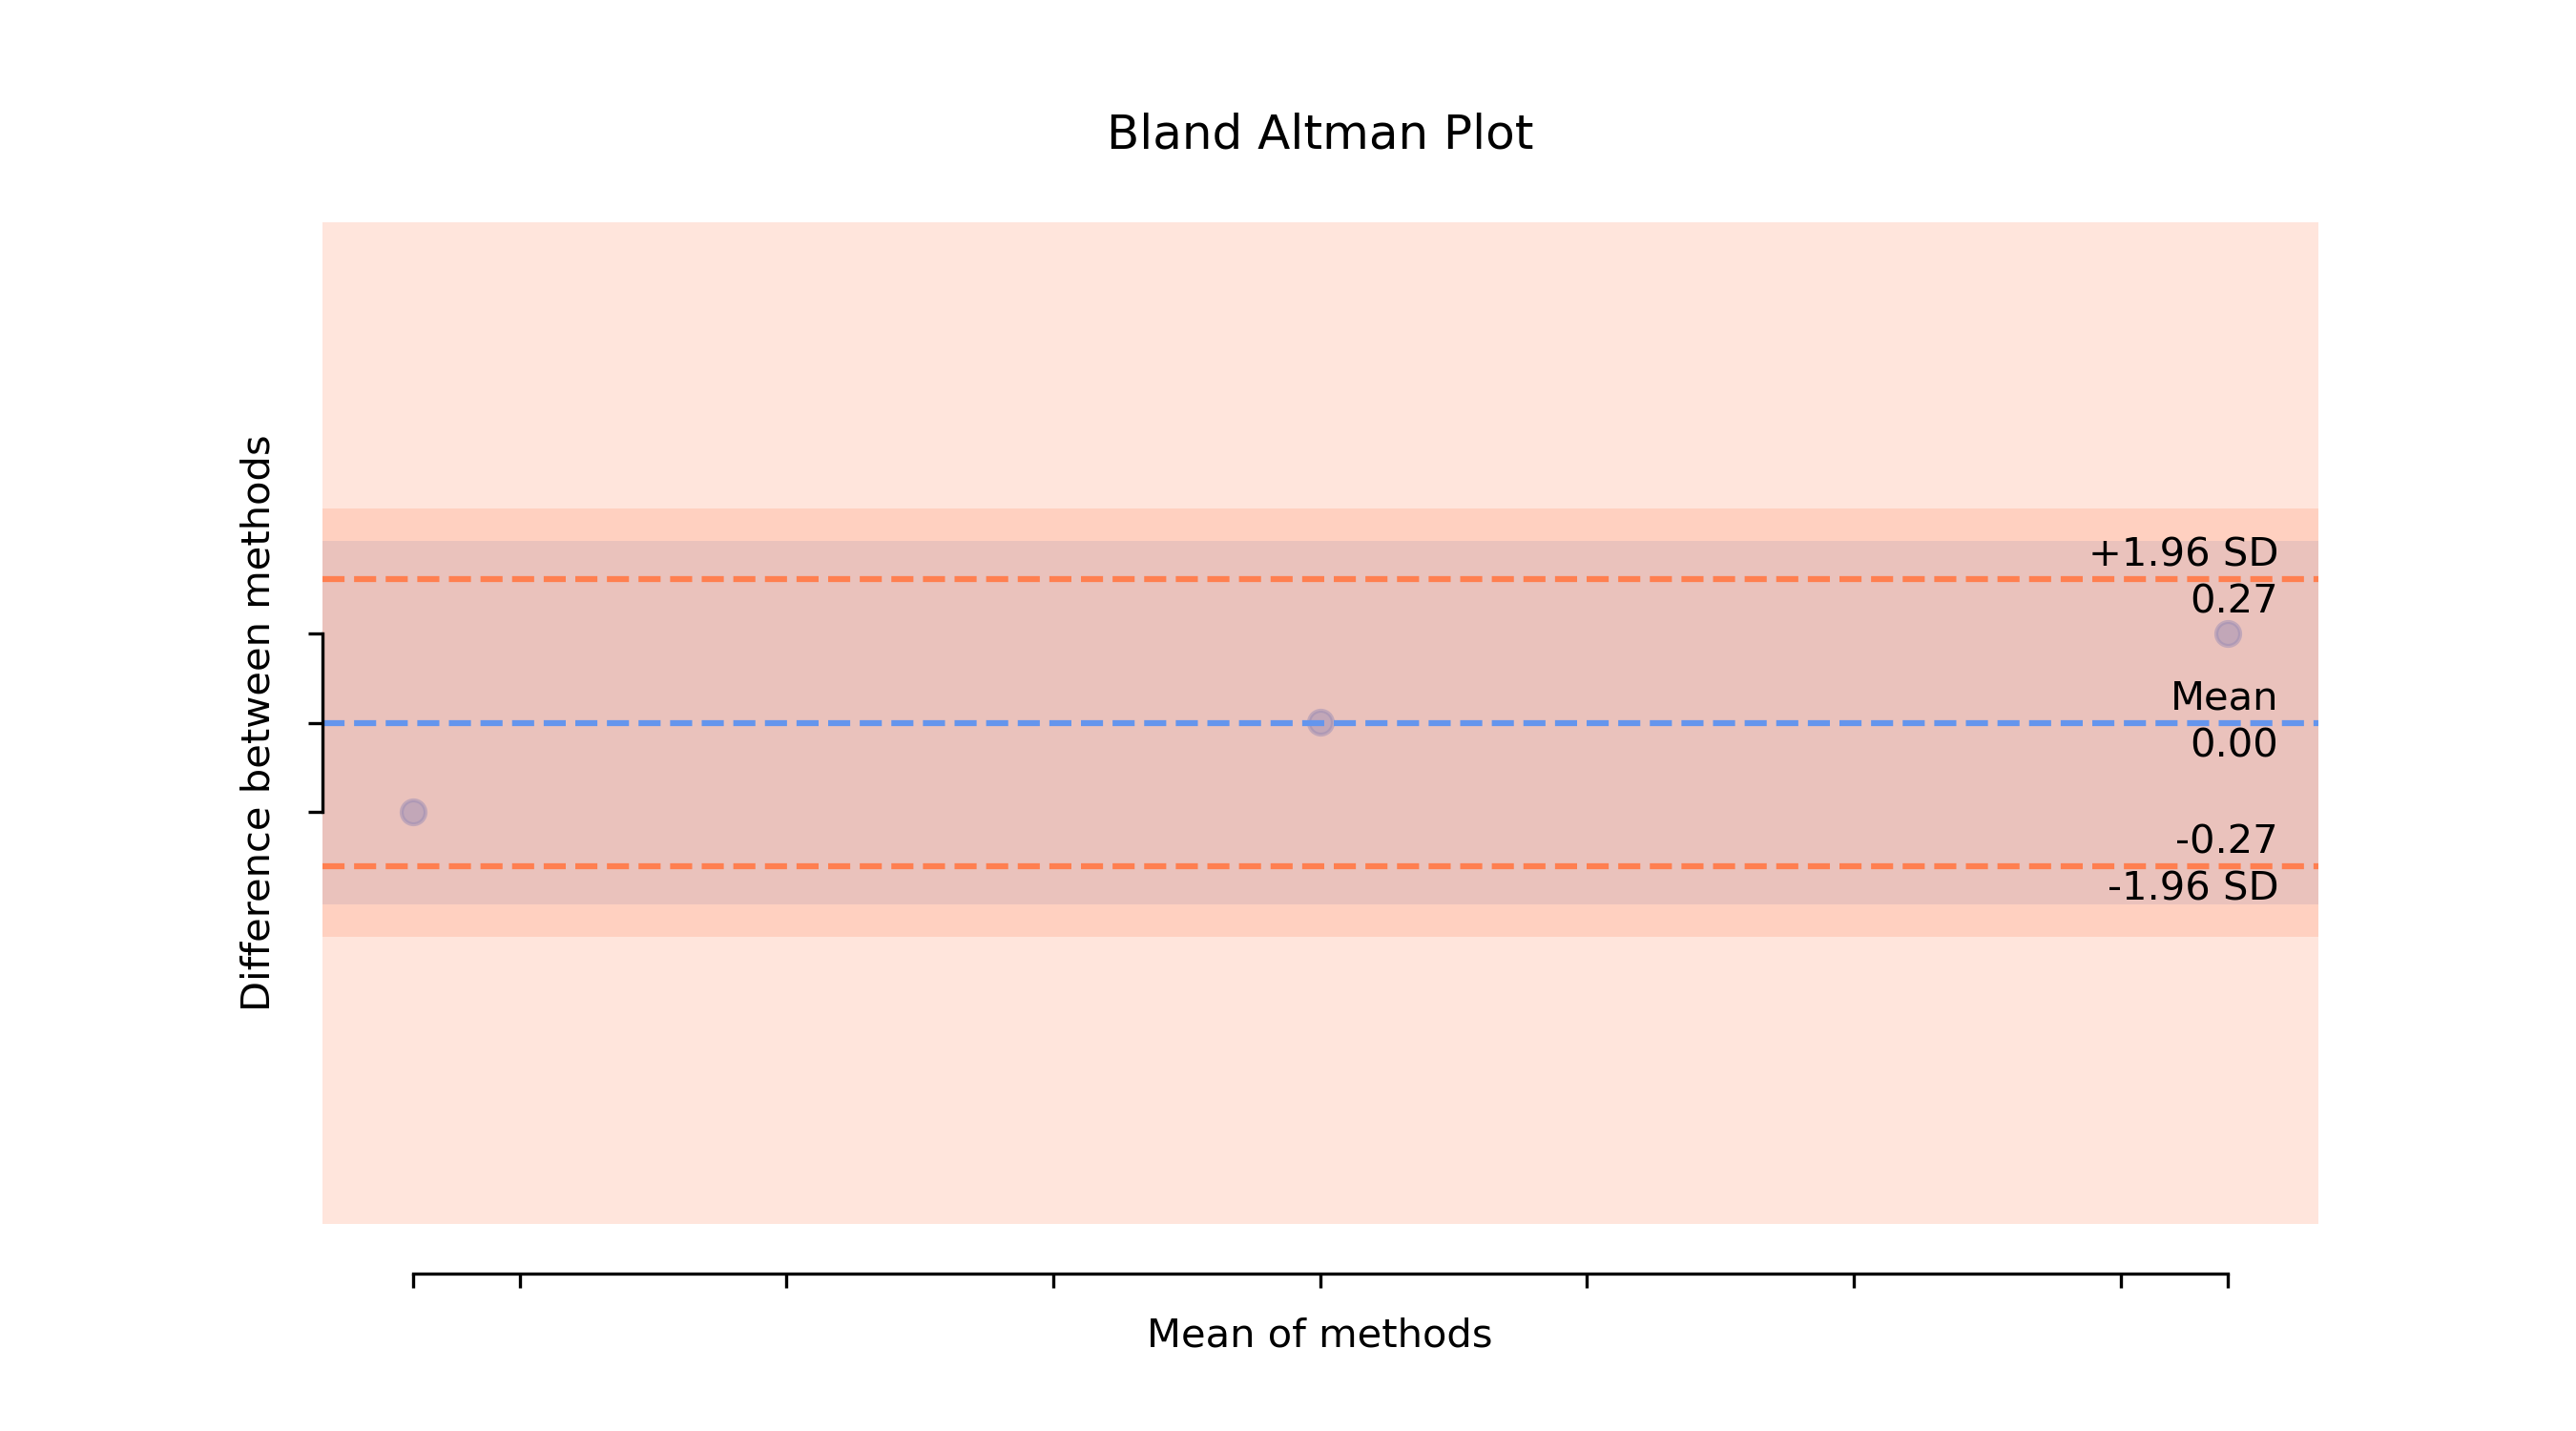 Bland Altman Plot
Difference between methods
+1.96 SD
0.27
Mean
0.00
-0.27
-1.96 SD
Mean of methods